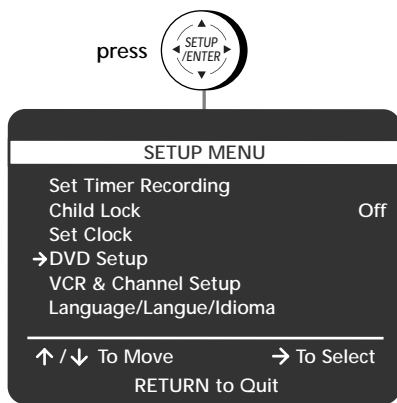 press
SETUP
/ENTER
SETUP MENU
Set Timer Recording
Child Lock Off
Set Clock
→DVD Setup
VCR & Channel Setup
Language/Langue/Idioma
↑ / ↓ To Move → To Select
RETURN to Quit